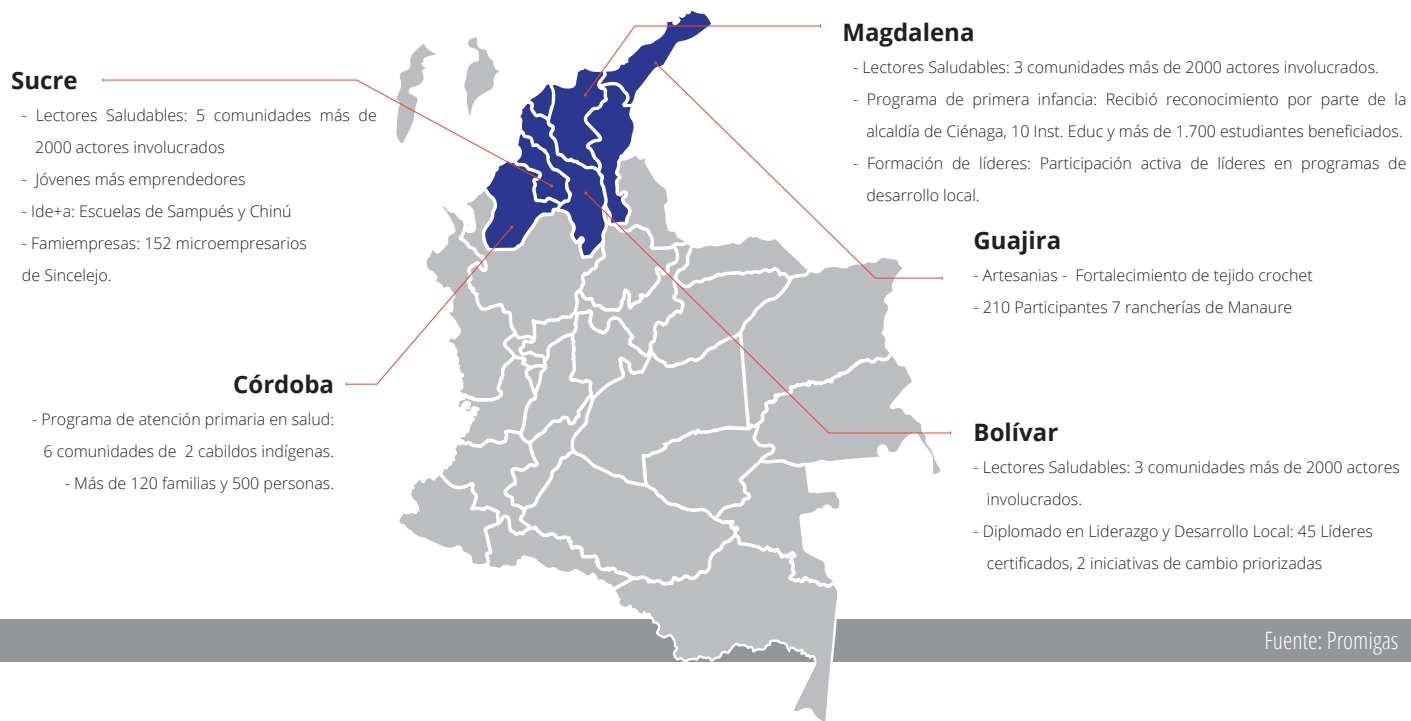 Sucre
- Lectores Saludables: 5 comunidades más de
2000 actores involucrados
- Jóvenes más emprendedores
- Ide+a: Escuelas de Sampués y Chinú
- Famiempresas: 152 microempresarios
de Sincelejo.
Córdoba
- Programa de atención primaria en salud:
6 comunidades de 2 cabildos indígenas.
- Más de 120 familias y 500 personas.
Magdalena
- Lectores Saludables: 3 comunidades más de 2000 actores involucrados.
- Programa de primera infancia: Recibió reconocimiento por parte de la
alcaldía de Ciénaga, 10 Inst. Educ y más de 1.700 estudiantes beneficiados.
- Formación de líderes: Participación activa de líderes en programas de
desarrollo local.
Guajira
- Artesanias - Fortalecimiento de tejido crochet
- 210 Participantes 7 rancherías de Manaure
Bolívar
- Lectores Saludables: 3 comunidades más de 2000 actores
involucrados.
- Diplomado en Liderazgo y Desarrollo Local: 45 Líderes
certificados, 2 iniciativas de cambio priorizadas
Fuente: Promigas